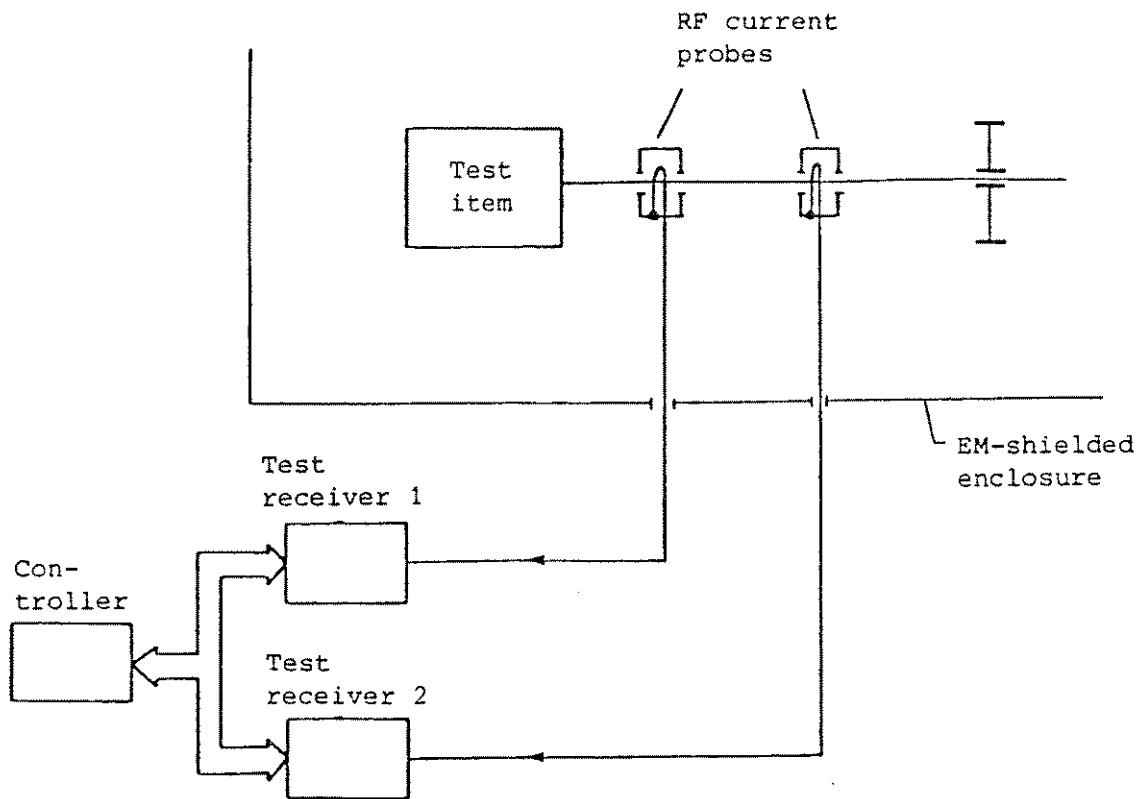 RF current
probes
Test
item
EM-shielded
enclosure
Test
receiver 1
Con-
troller
Test
receiver 2